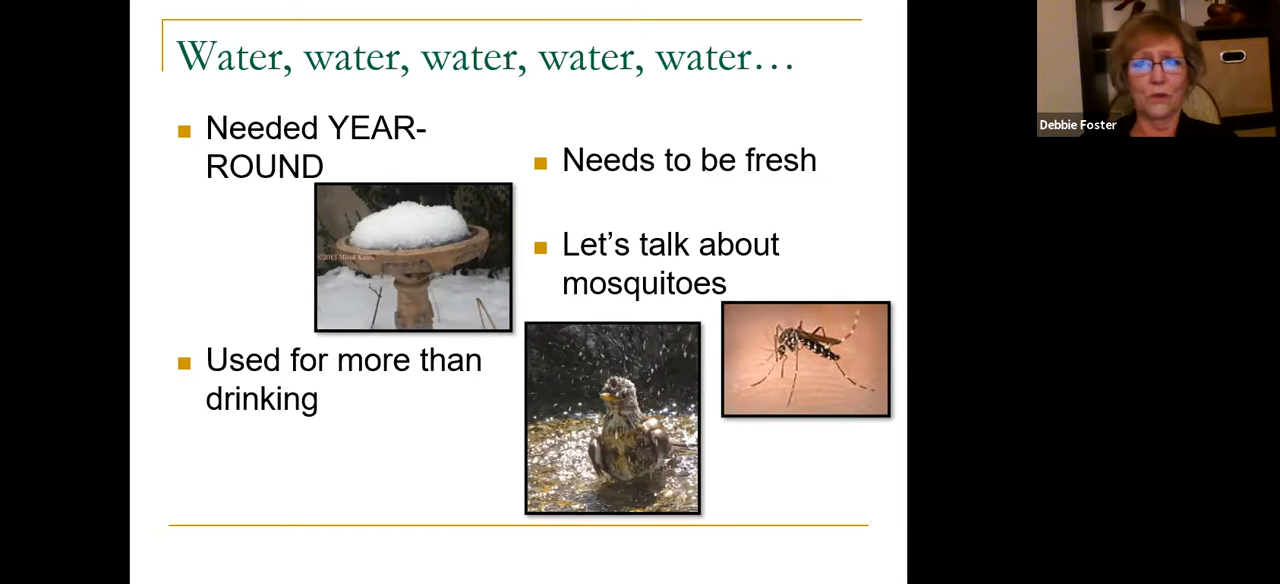 Water, water, water, water, water…
Needed YEAR-
ROUND
Used for more than
drinking
Needs to be fresh
Let's talk about
mosquitoes
Debbie Foster